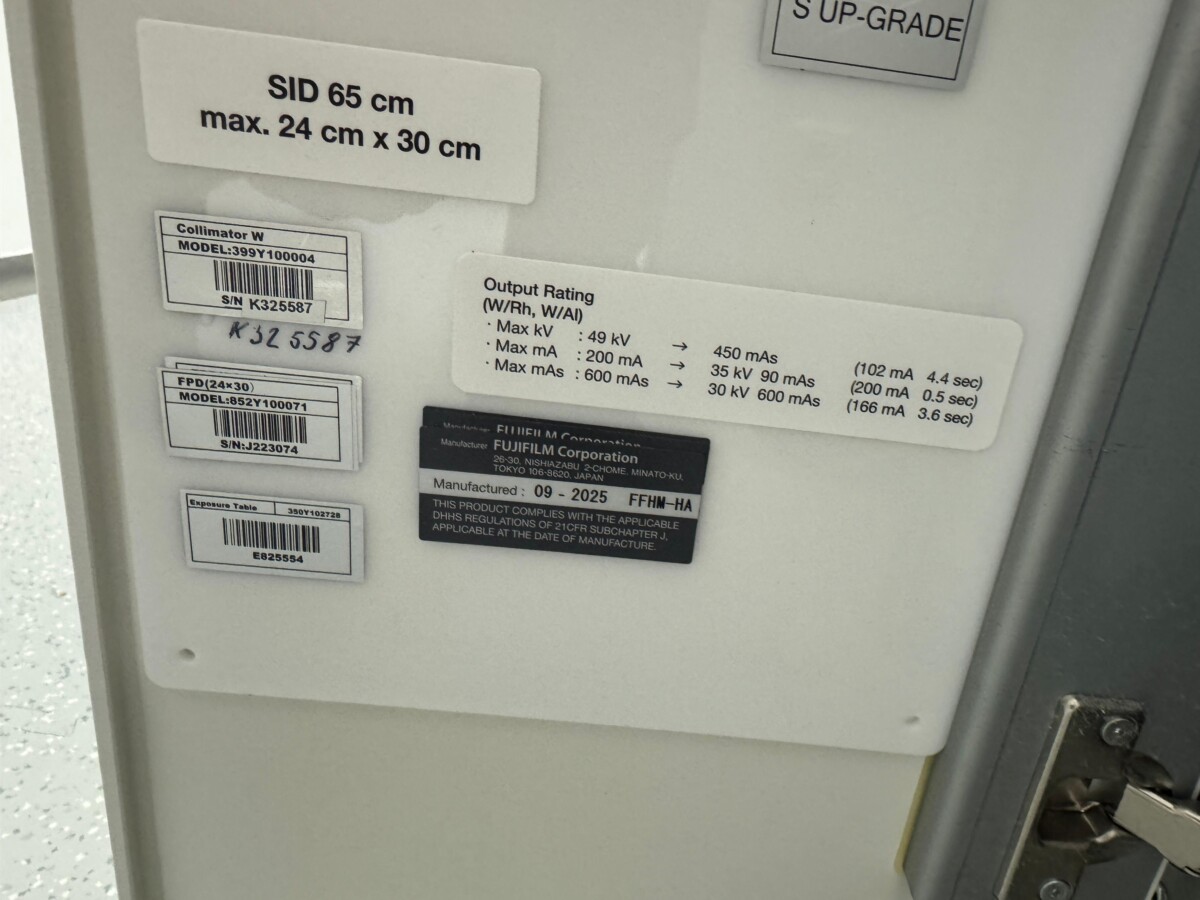 S UP-GRADE
SID 65 cm
max. 24 cm x 30 cm
Collimator W
MODEL:399Y100004
S/N K325587
K325587
FPD(24×30)
MODEL:852Y100071
S/N:J223074
Exposure Table 350Y102728
E825554
Output Rating
(W/Rh, W/Al)
· Max kV : 49 kV → 450 mAs (102 mA 4.4 sec)
· Max mA : 200 mA → 35 kV 90 mAs (200 mA 0.5 sec)
· Max mAs : 600 mAs → 30 kV 600 mAs (166 mA 3.6 sec)
Manufacturer FUJIFILM Corporation
Manufacturer FUJIFILM Corporation
26-30, NISHIAZABU 2-CHOME, MINATO-KU,
TOKYO 106-8620, JAPAN
Manufactured : 09 - 2025 FFHM-HA
THIS PRODUCT COMPLIES WITH THE APPLICABLE
DHHS REGULATIONS OF 21CFR SUBCHAPTER J,
APPLICABLE AT THE DATE OF MANUFACTURE.